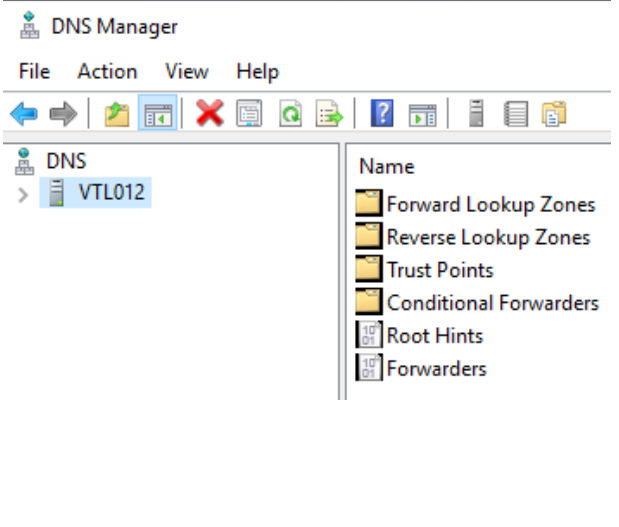 DNS Manager
File Action View Help
DNS
VTL012
Name
Forward Lookup Zones
Reverse Lookup Zones
Trust Points
Conditional Forwarders
Root Hints
Forwarders